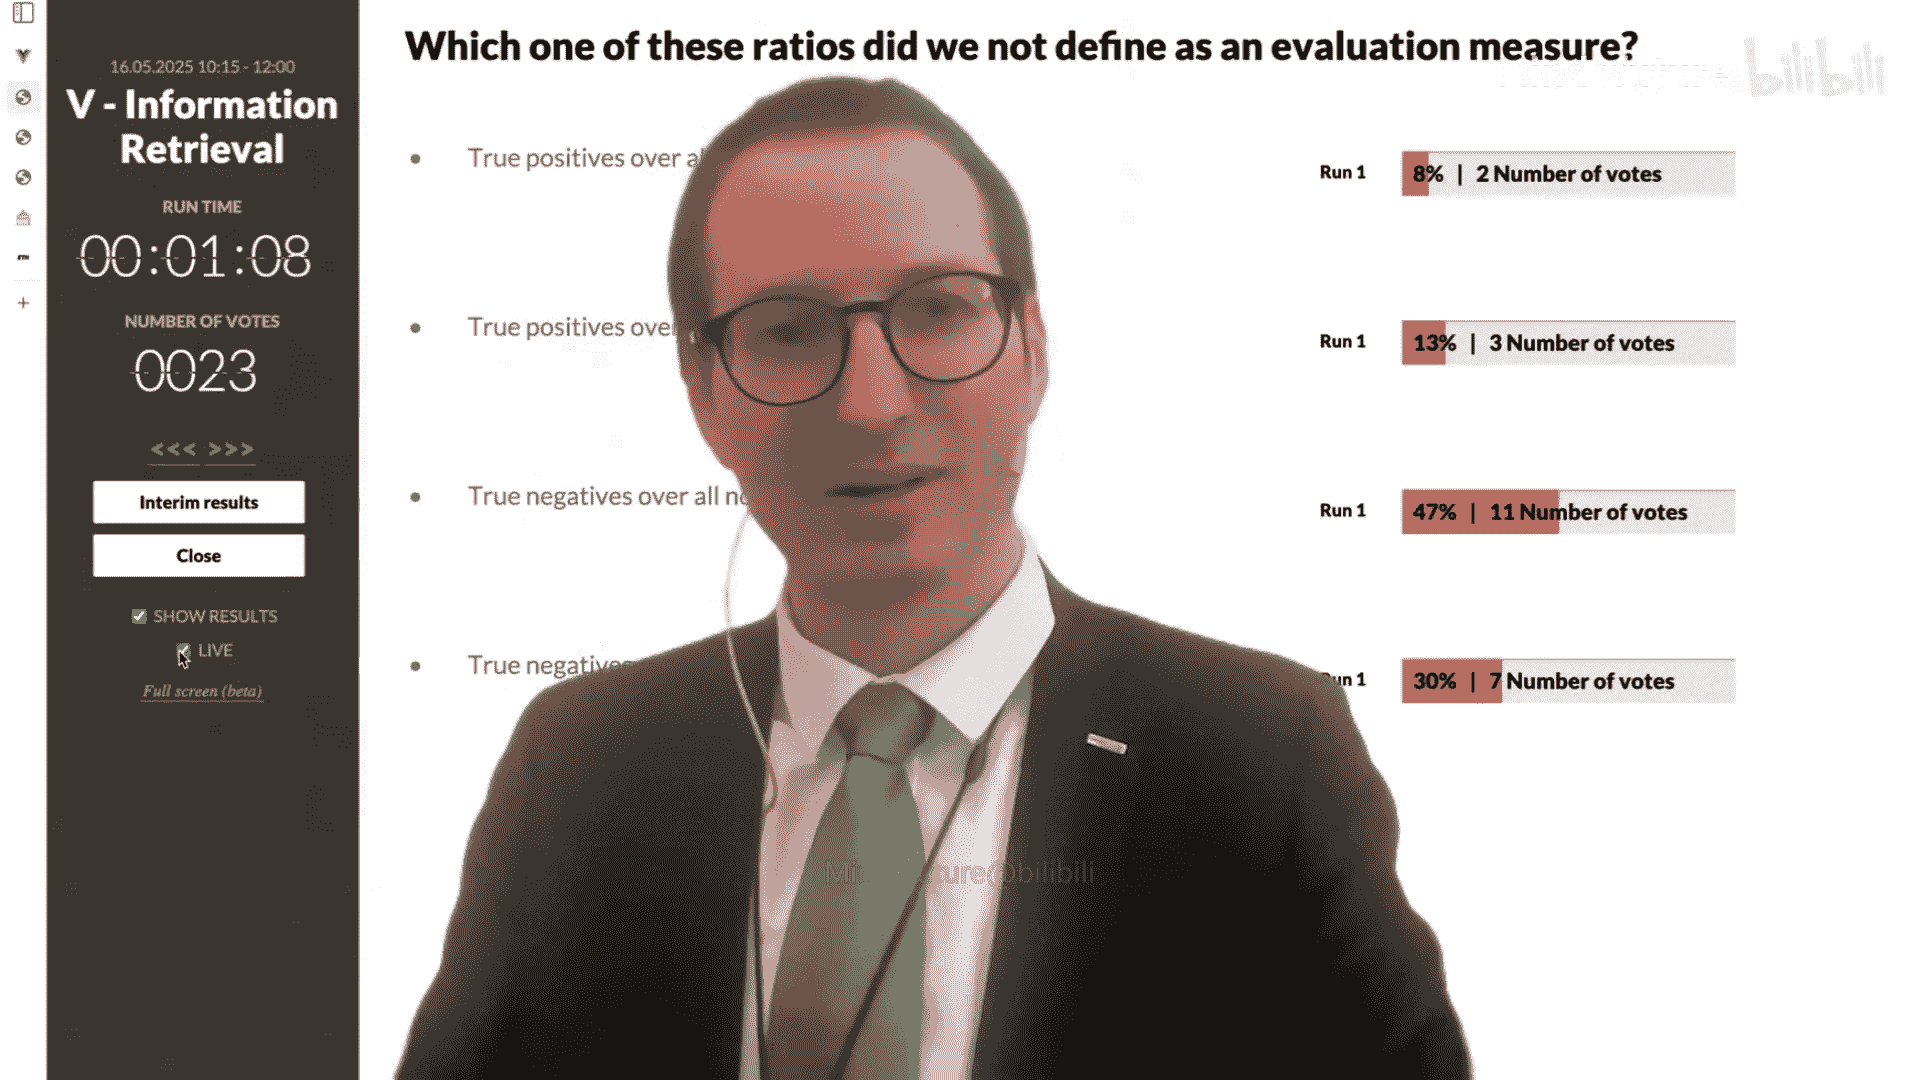 Which one of these ratios did we not define as an evaluation measure?
bilibili
16.05.2025 10:15 - 12:00
V - Information
Retrieval
RUN TIME
00:01:08
NUMBER OF VOTES
0023
<<< >>>
Interim results
Close
SHOW RESULTS
LIVE
Full screen (beta)
True positives over
Run 1
8% | 2 Number of votes
True positives over
Run 1
13% | 3 Number of votes
True negatives over all
Run 1
47% | 11 Number of votes
True negatives
1
30% | 7 Number of votes
bilibili